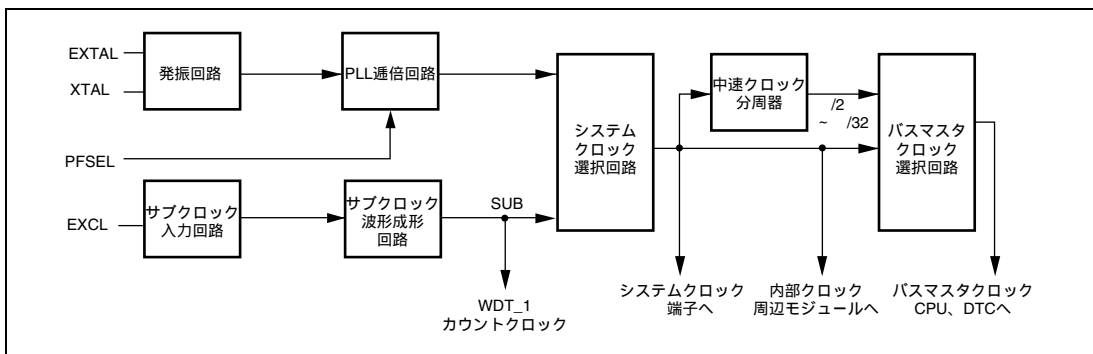 EXTAL
XTAL
発振回路
PLL逓倍回路
PFSEL
EXCL
サブクロック
入力回路
サブクロック
波形成形
回路
SUB
WDT_1
カウントクロック
システム
クロック
選択回路
中速クロック
分周器
/2
~ /32
バスマスタ
クロック
選択回路
システムクロック
端子へ
内部クロック
周辺モジュールへ
バスマスタクロック
CPU、DTCへ